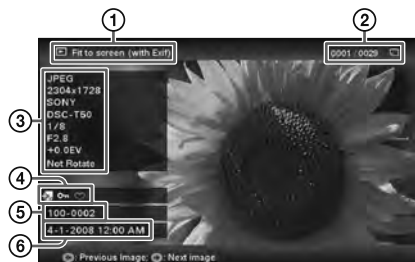 1
2
Fit to screen (with Exif)
0001 / 0029
3
JPEG
2304x1728
SONY
DSC-T50
1/8
F2.8
+0.0EV
Not Rotate
4
5
100-0002
6
4-1-2008 12:00 AM
: Previous Image; : Next image